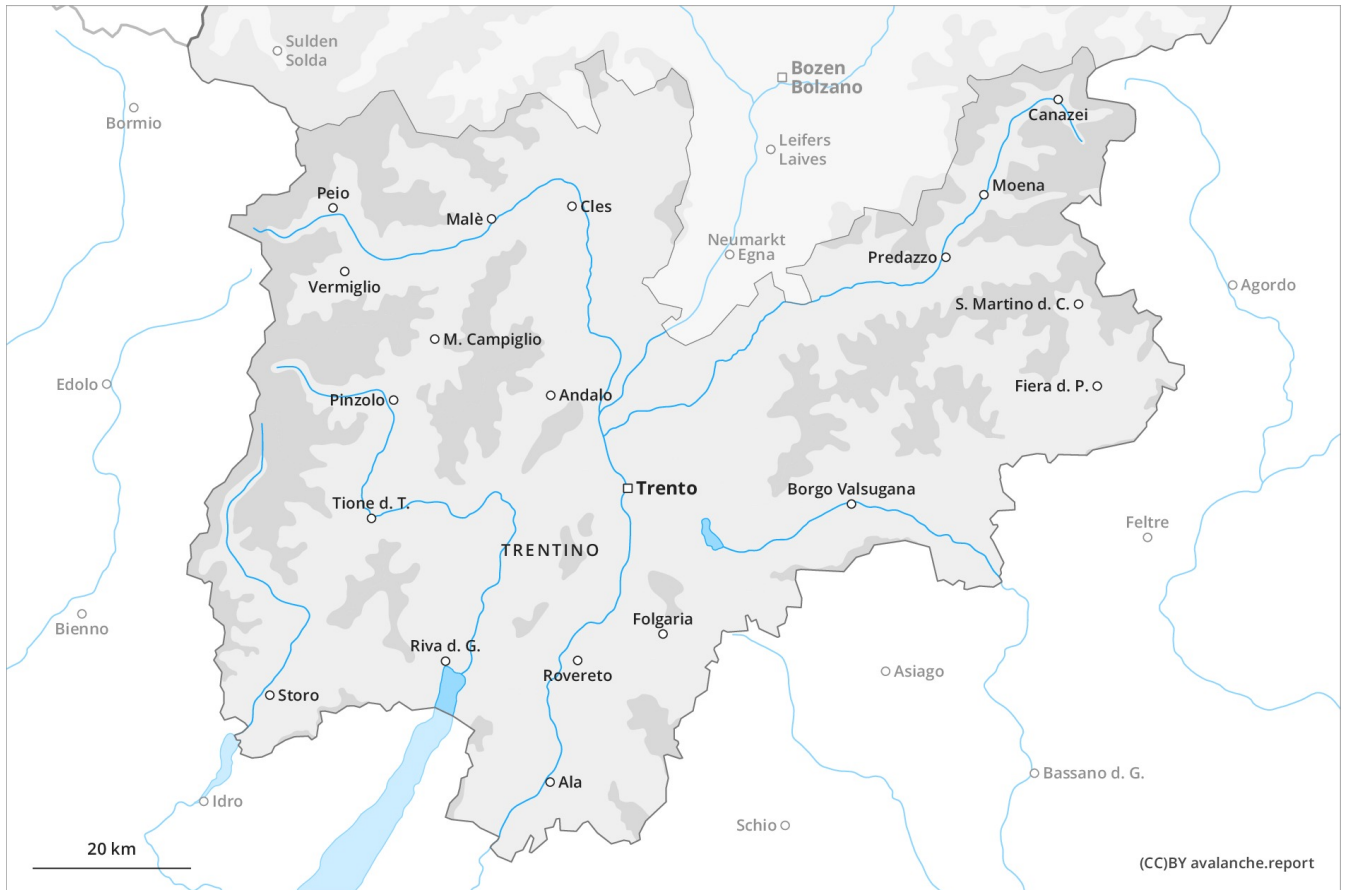 Sulden
Solda
Bozen
Bolzano
Bormio
Canazei
Leifers
Laives
Peio
Moena
Malè
Cles
Neumarkt
Egna
Predazzo
Vermiglio
Agordo
S. Martino d. C.
M. Campiglio
Edolo
Fiera d. P.
Pinzolo
Andalo
Trento
Borgo Valsugana
Tione d. T.
Feltre
TRENTINO
Bienno
Folgaria
Riva d. G.
Rovereto
Asiago
Storo
Bassano d. G.
Ala
Idro
Schio
20 km
(CC)BY avalanche.report